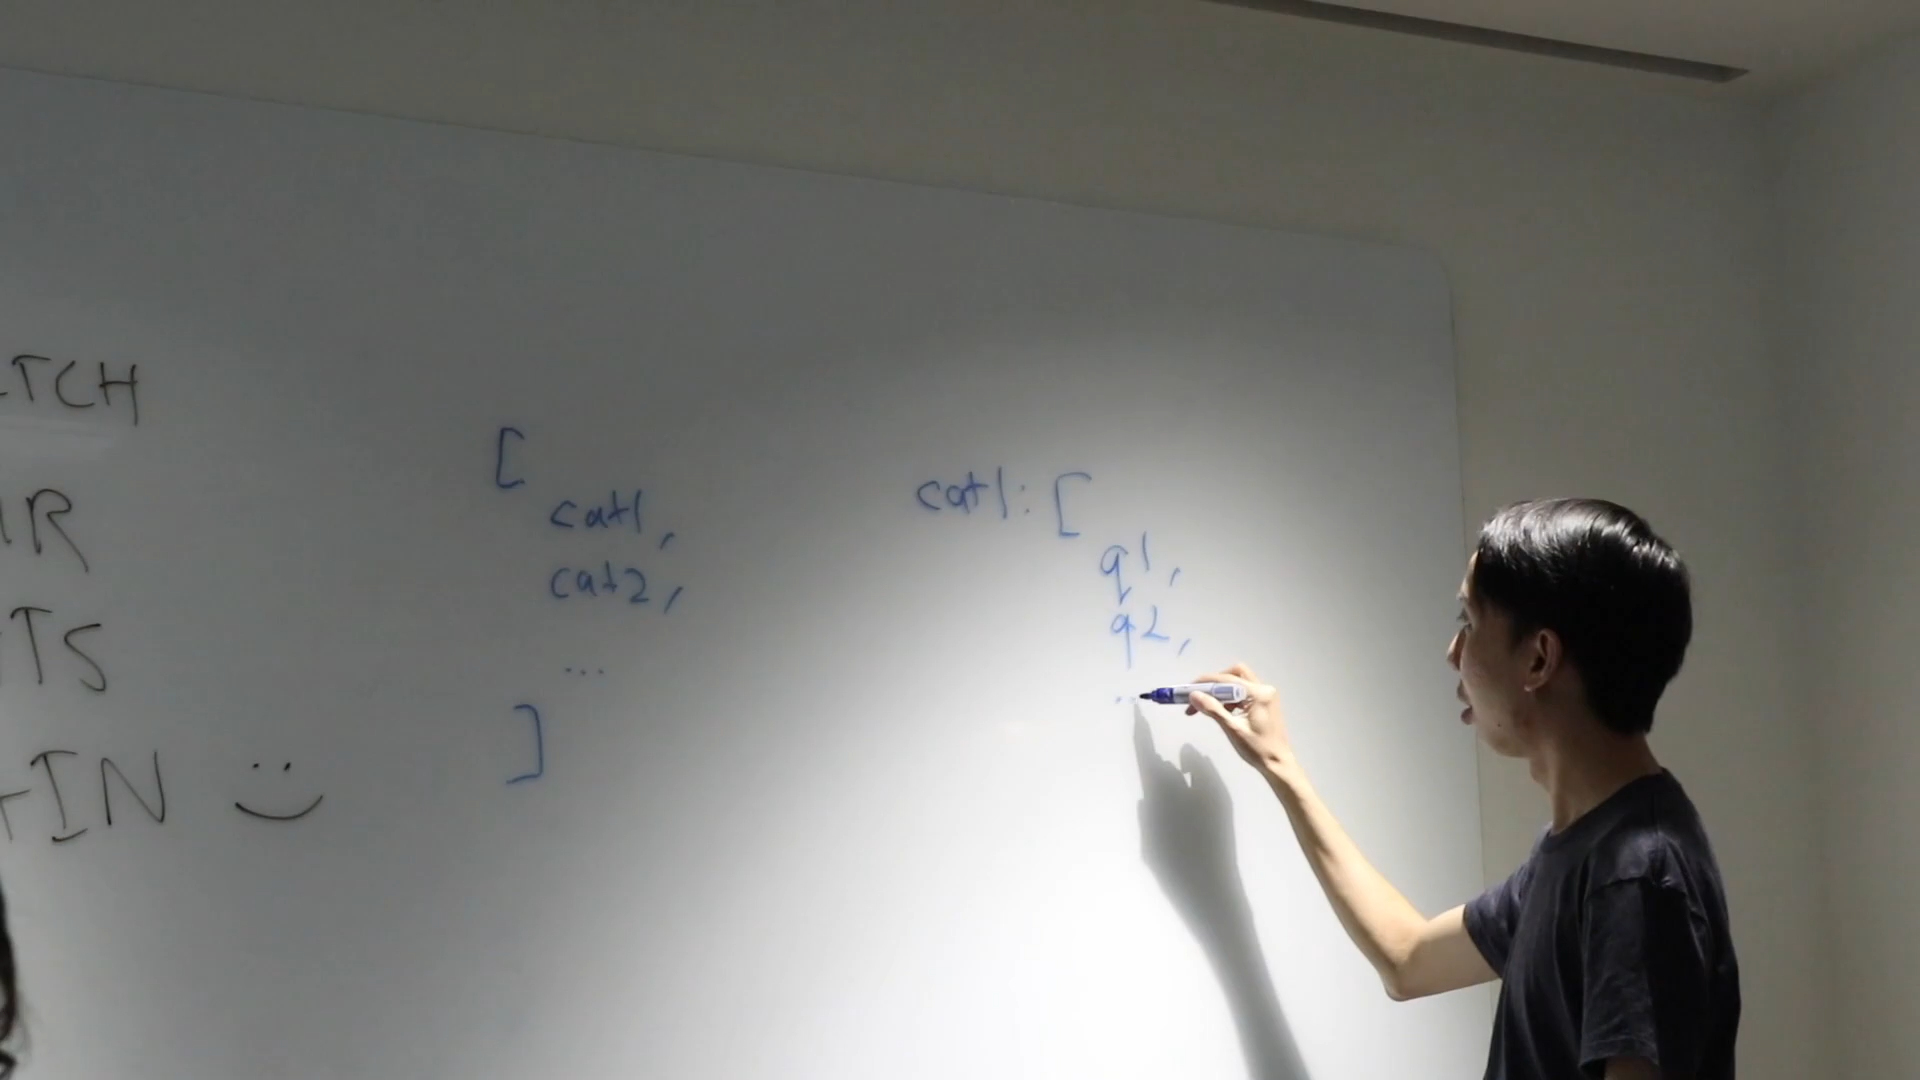 TCH
R
TS
IN
[
cat1,
cat2,
...
]
cat1: [
q1,
q2,
..